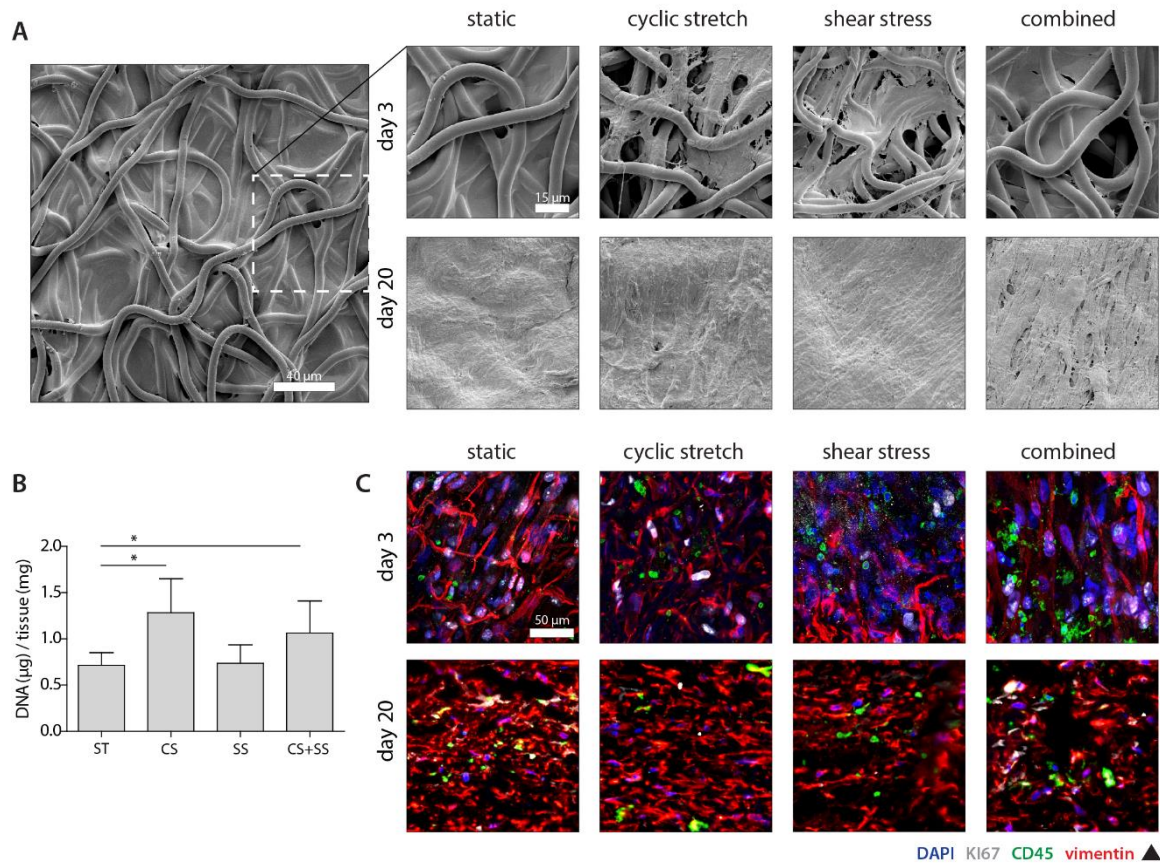 static cyclic stretch shear stress combined
A
day 3
15 µm
day 20
40 µm
static cyclic stretch shear stress combined
B
C
*
*
2.0
1.5
1.0
0.5
0.0
DNA (µg) / tissue (mg)
ST CS SS CS+SS
day 3
50 µm
day 20
DAPI KI67 CD45 vimentin